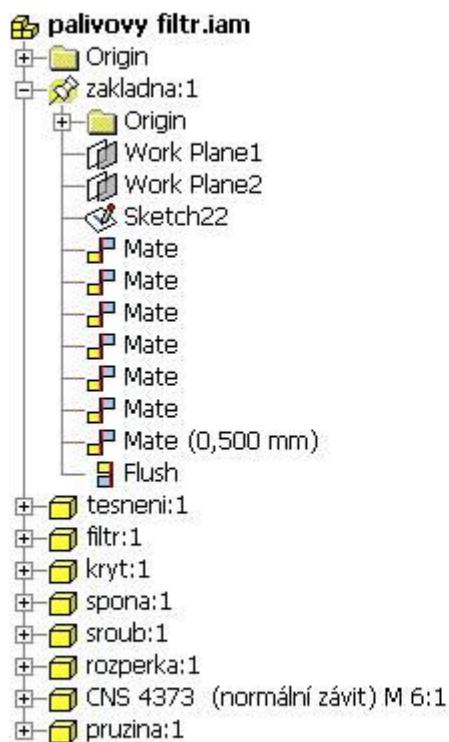 palivovy filtr.iam
Origin
zakladna:1
Origin
Work Plane1
Work Plane2
Sketch22
Mate
Mate
Mate
Mate
Mate
Mate
Mate (0,500 mm)
Flush
tesneni:1
filtr:1
kryt:1
spona:1
sroub:1
rozperka:1
CNS 4373 (normální závit) M 6:1
pruzina:1